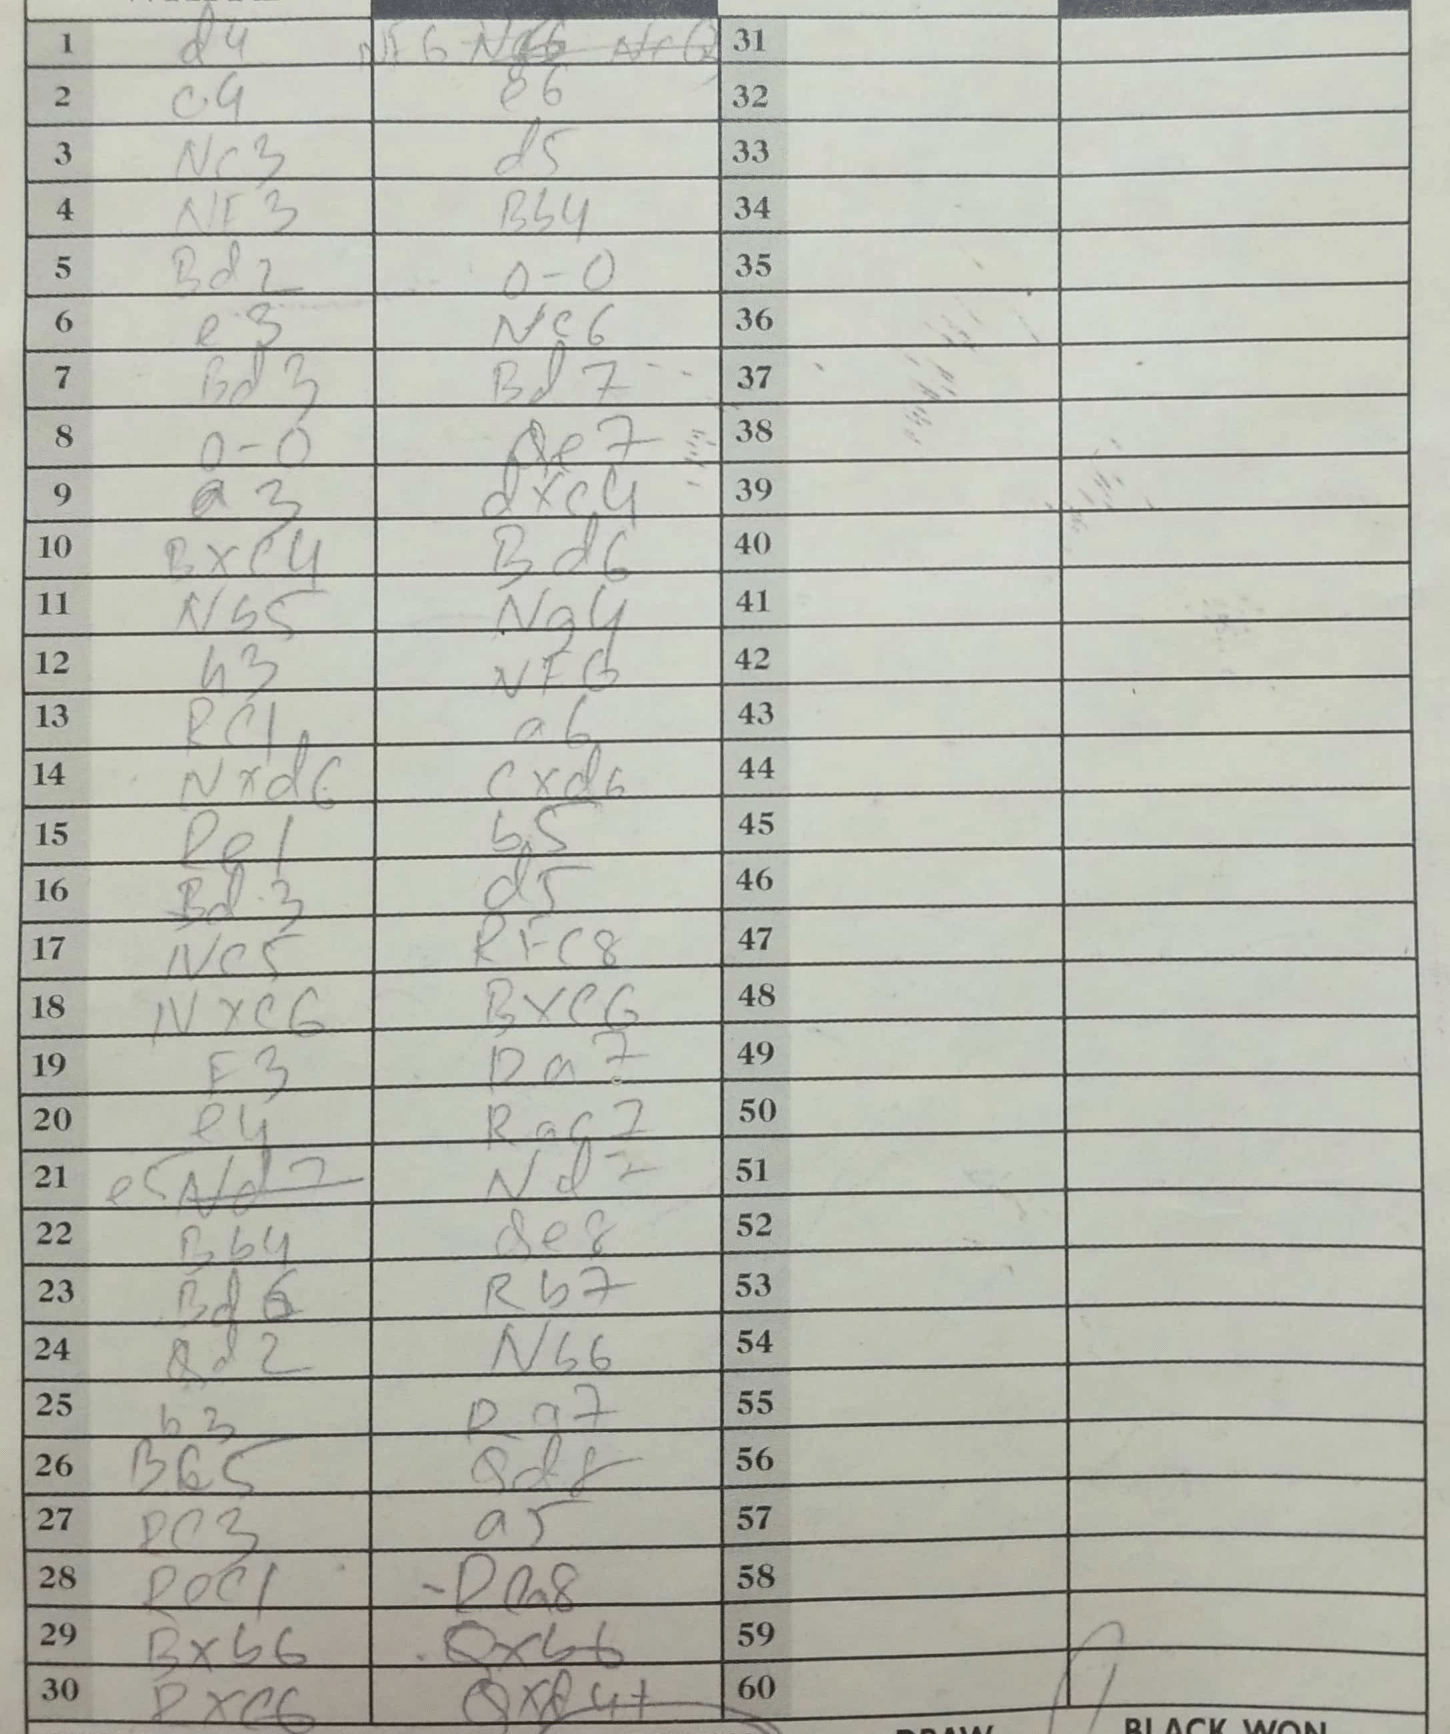 1 d4 NF6 31
2 c4 e6 32
3 Nc3 d5 33
4 NF3 Bb4 34
5 Bd2 0-0 35
6 e3 Nc6 36
7 Bd3 Bd7 37
8 0-0 Qe7 38
9 a3 dxc4 39
10 Bxc4 Bd6 40
11 Nb5 Ng4 41
12 h3 NF6 42
13 RC1 a6 43
14 Nxd6 cxd6 44
15 Re1 b5 45
16 Bd3 d5 46
17 Ne5 RFC8 47
18 NXC6 BXC6 48
19 F3 Ra7 49
20 e4 Rac7 50
21 e5 Nd7 51
22 Bb4 Qe8 52
23 Bd6 Rb7 53
24 Qd2 Nb6 54
25 b3 Ra7 55
26 BC5 Qd8 56
27 RC3 a5 57
28 ReC1 -Raa8 58
29 Bxb6 Qxb6 59
30 RXC6 Qxd4+ 60
DRAW BLACK WON